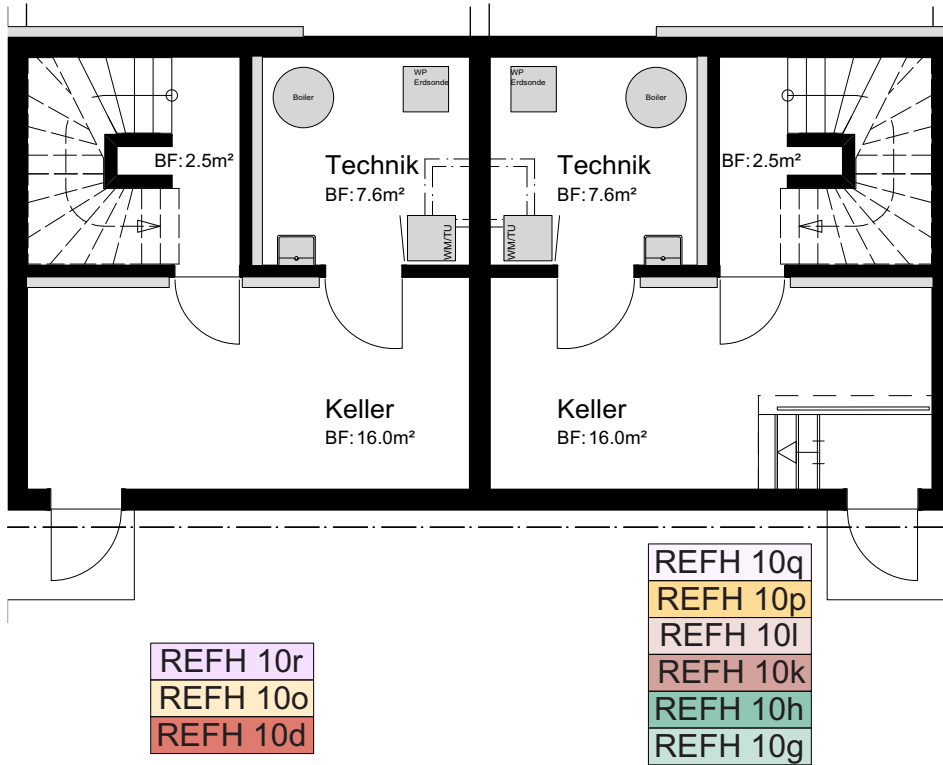 Boiler
WP
Erdsonde
WP
Erdsonde
Boiler
BF: 2.5m²
Technik
BF: 7.6m²
Technik
BF: 7.6m²
BF: 2.5m²
WM/TU
WM/TU
Keller
BF: 16.0m²
Keller
BF: 16.0m²
REFH 10r
REFH 10o
REFH 10d
REFH 10q
REFH 10p
REFH 10l
REFH 10k
REFH 10h
REFH 10g